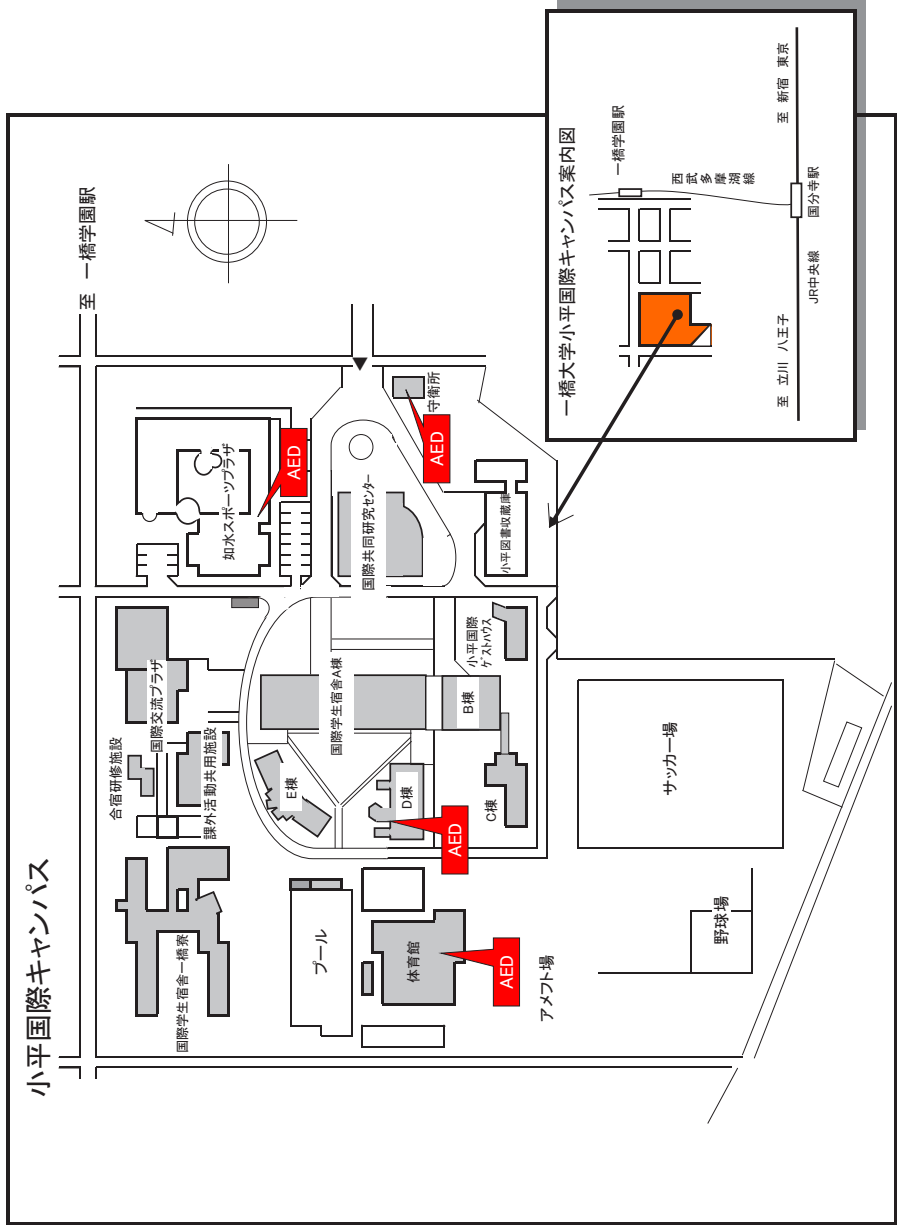 小平国際キャンパス
至 一橋学園駅
国際学生宿舎一橋寮
合宿研修施設
国際交流プラザ
課外活動共用施設
如水スポーツプラザ
AED
国際共同研究センター
守衛所
AED
小平図書収蔵庫
小平国際
ゲストハウス
国際学生宿舎A棟
B棟
C棟
D棟
E棟
AED
プール
体育館
AED
アメフト場
サッカー場
野球場
一橋大学小平国際キャンパス案内図
一橋学園駅
西武多摩湖線
国分寺駅
JR中央線
至 立川 八王子
至 新宿 東京